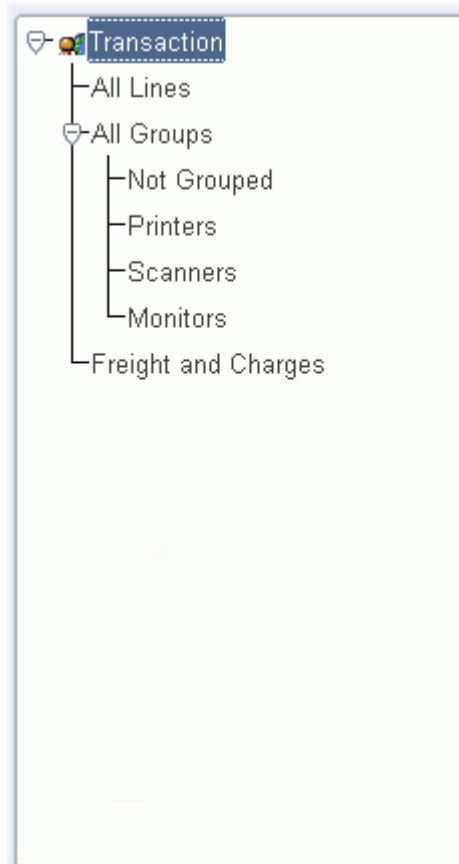 Transaction
All Lines
All Groups
Not Grouped
Printers
Scanners
Monitors
Freight and Charges